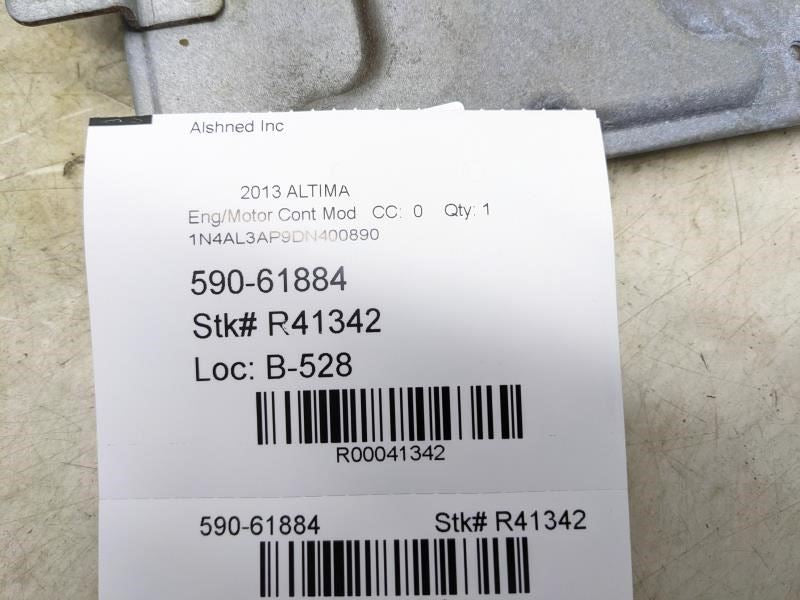 Alshned Inc
2013 ALTIMA
Eng/Motor Cont Mod CC: 0 Qty: 1
1N4AL3AP9DN400890
590-61884
Stk# R41342
Loc: B-528
R00041342
590-61884 Stk# R41342